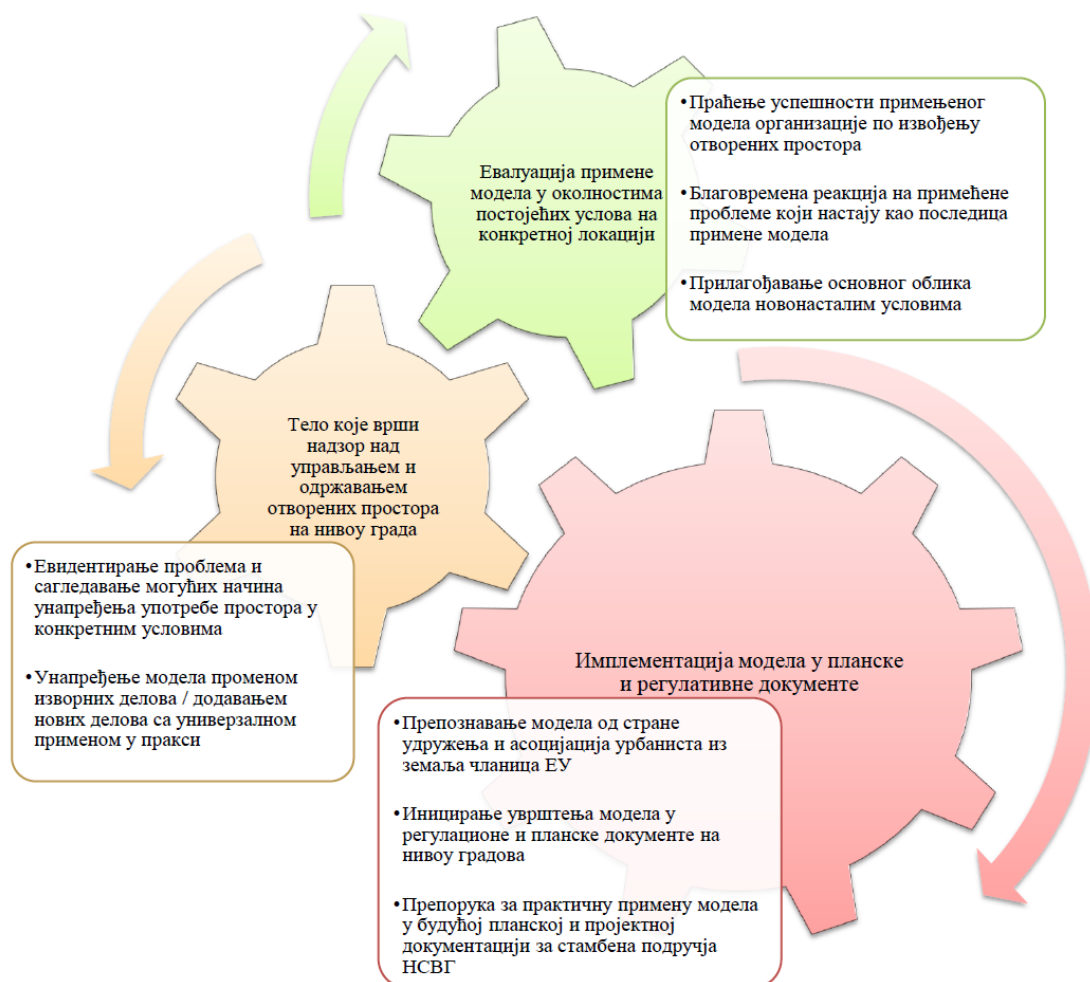 Евалуација примене
модела у околностима
постојећих услова на
конкретној локацији
•Праћење успешности примењеног
модела организације по извођењу
отворених простора
•Благовремена реакција на примећене
проблеме који настају као последица
примене модела
•Прилагођавање основног облика
модела новонасталим условима
Тело које врши
надзор над
управљањем и
одржавањем
отворених простора
на нивоу града
•Евидентирање проблема и
сагледавање могућих начина
унапређења употребе простора у
конкретним условима
•Унапређење модела променом
изворних делова / додавањем
нових делова са универзалном
применом у пракси
Имплементација модела у планске
и регулативне документе
•Препознавање модела од стране
удружења и асоцијација урбаниста из
земаља чланица ЕУ
•Иницирање уврштења модела у
регулационе и планске документе на
нивоу градова
•Препорука за практичну примену модела
у будућој планској и пројектној
документацији за стамбена подручја
НСВГ